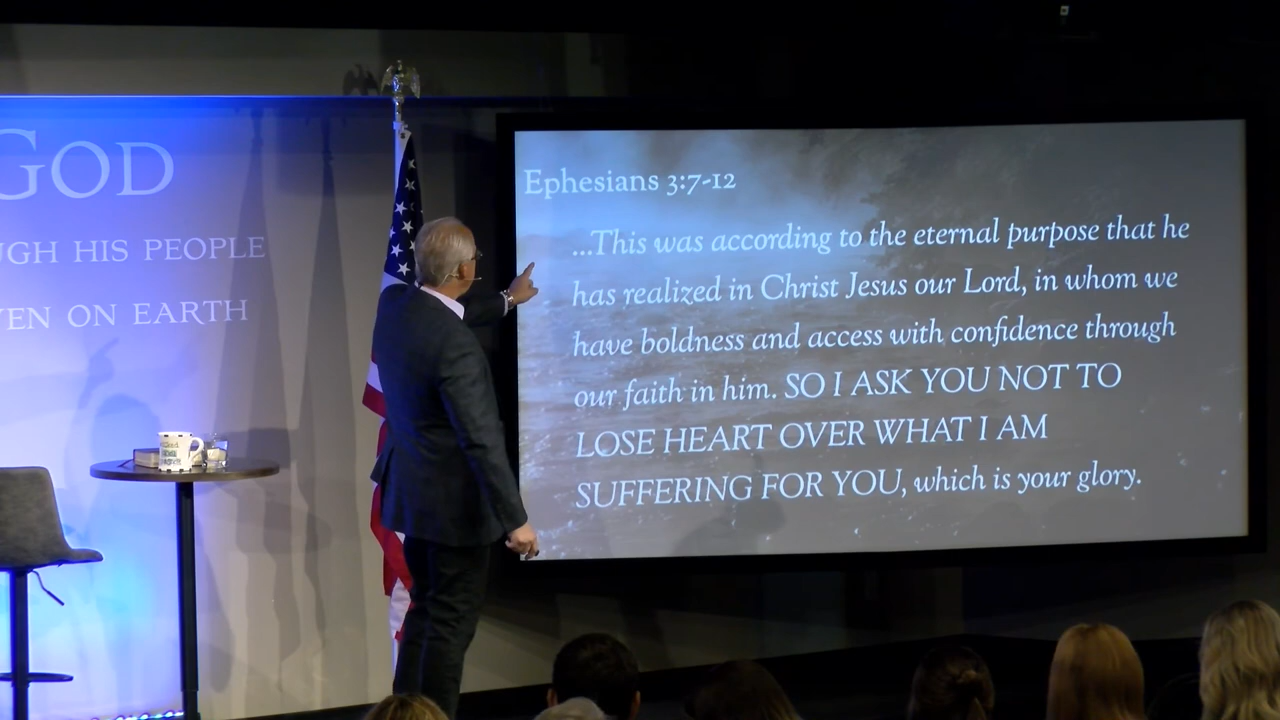 GOD
UGH HIS PEOPLE
EN ON EARTH
Ephesians 3:7-12
...This was according to the eternal purpose that he
has realized in Christ Jesus our Lord, in whom we
have boldness and access with confidence through
our faith in him. SO I ASK YOU NOT TO
LOSE HEART OVER WHAT I AM
SUFFERING FOR YOU, which is your glory.